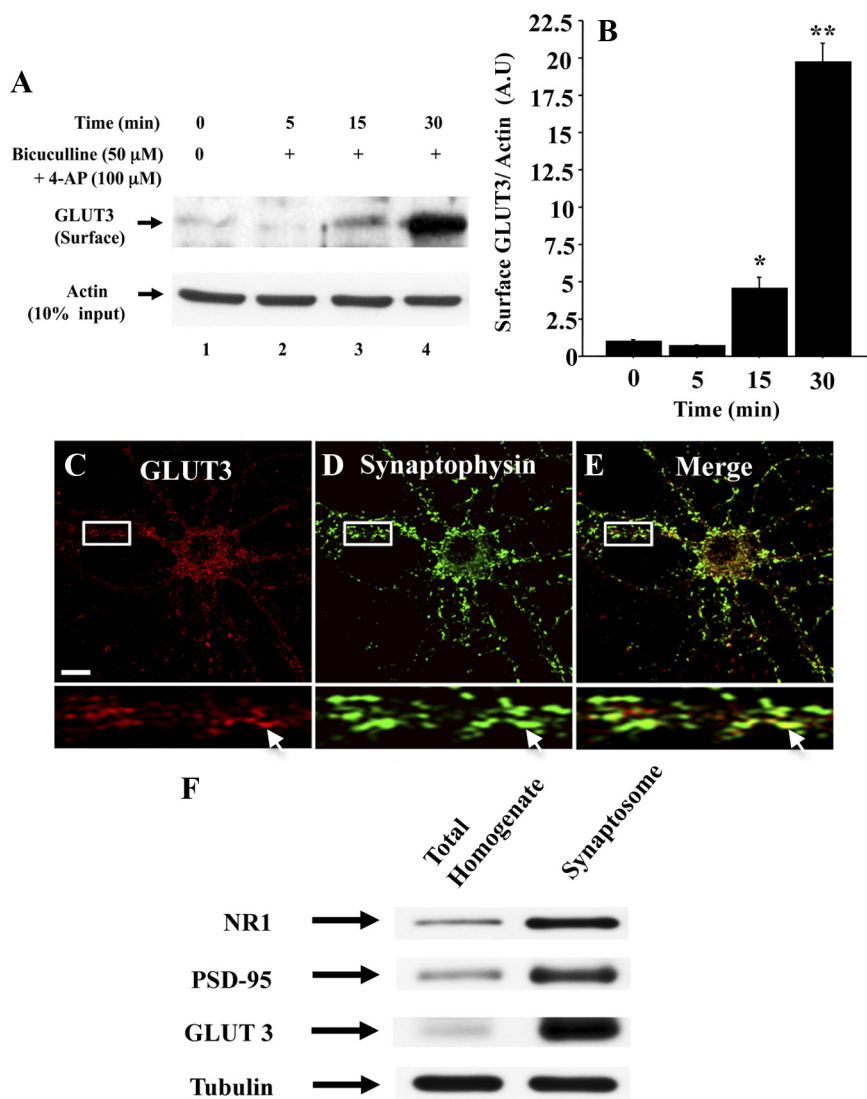 A
Time (min) 0 5 15 30
Bicuculline (50 µM) 0 + + +
+ 4-AP (100 µM)
GLUT3
(Surface)
Actin
(10% input)
1 2 3 4
B
Surface GLUT3/ Actin (A.U)
22.5
20
17.5
15
12.5
10
7.5
5
2.5
0
*
**
0 5 15 30
Time (min)
C GLUT3
D Synaptophysin
E Merge
F
Total
Homogenate
Synaptosome
NR1
PSD-95
GLUT 3
Tubulin